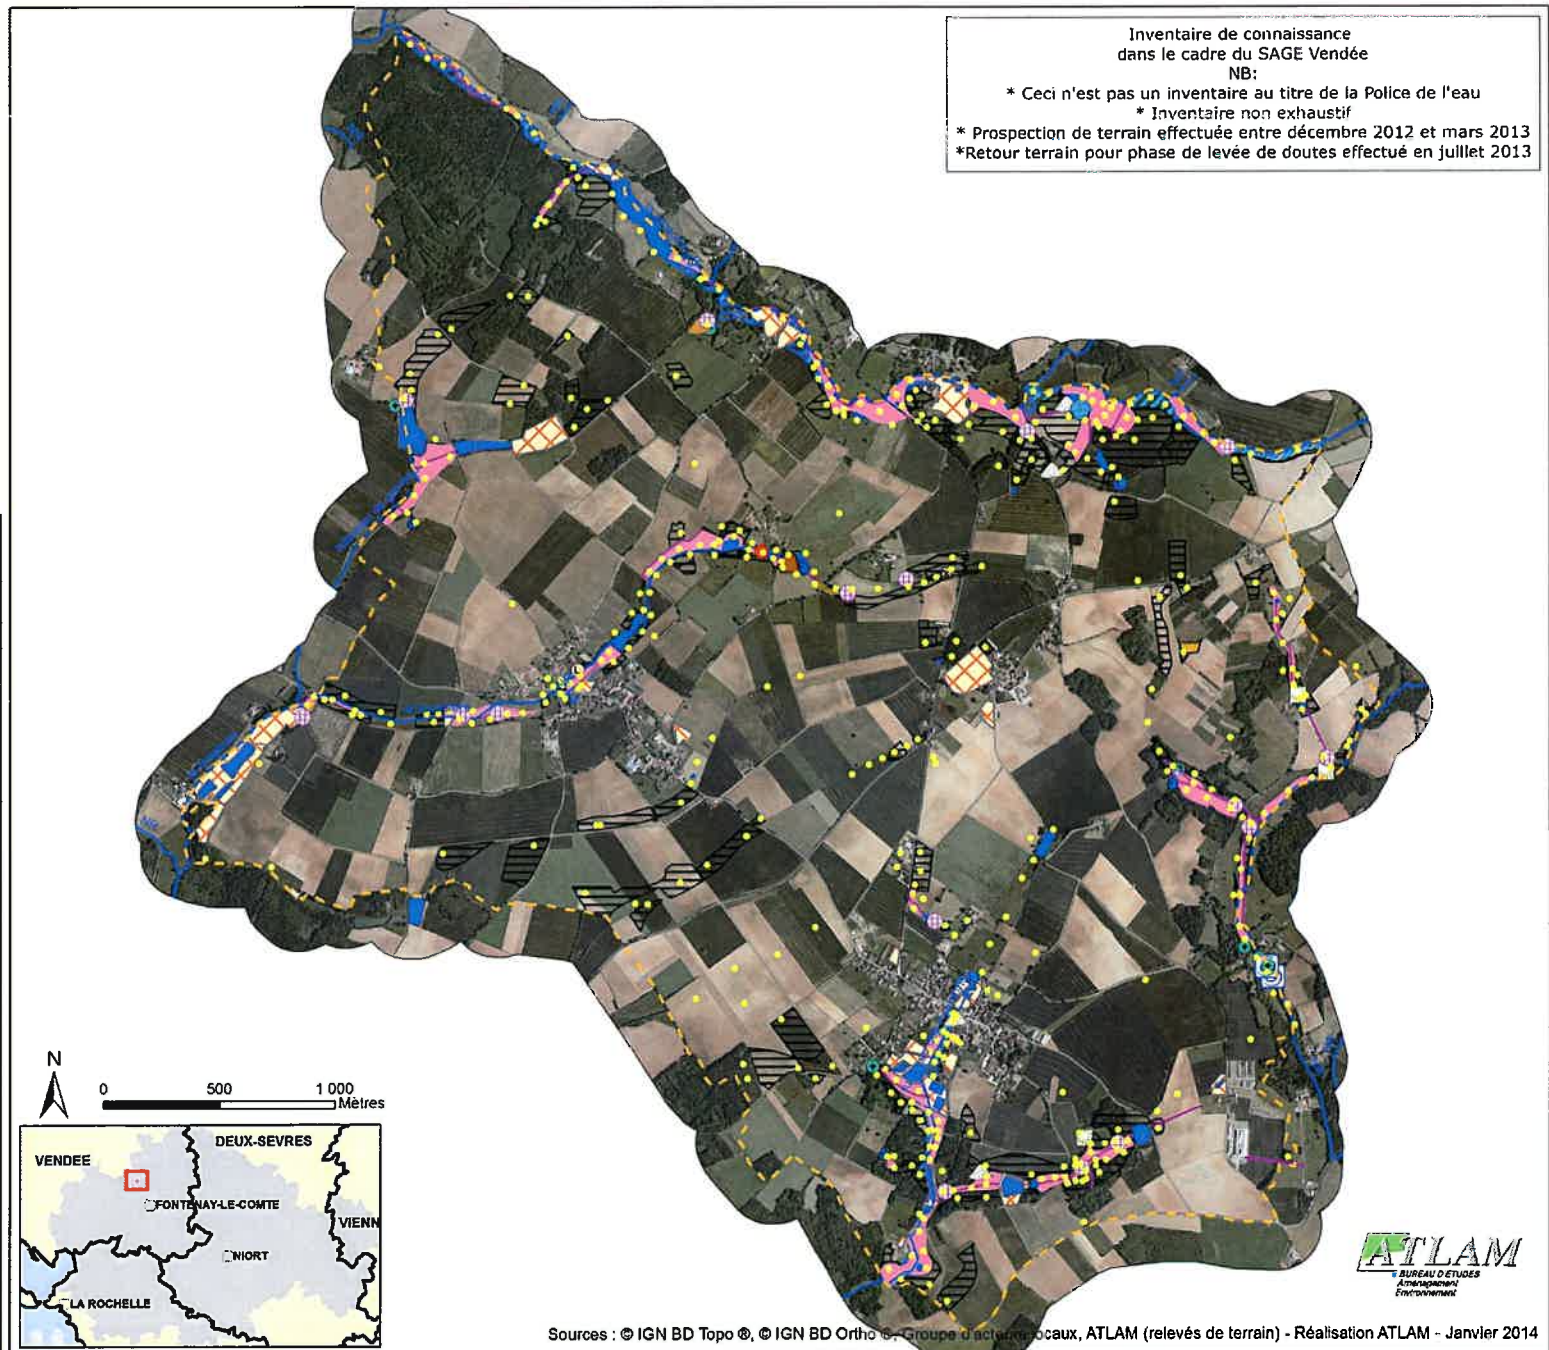 Inventaire de connaissance
dans le cadre du SAGE Vendée
NB:
* Ceci n'est pas un inventaire au titre de la Police de l'eau
* Inventaire non exhaustif
* Prospection de terrain effectuée entre décembre 2012 et mars 2013
*Retour terrain pour phase de levée de doutes effectué en juillet 2013
N
0 500 1 000
Mètres
DEUX-SEVRES
VENDEE
FONTENAY-LE-COMTE
VIENN
NIORT
LA ROCHELLE
ATLAM
BUREAU D'ETUDES
Aménagement
Environnement
Sources : © IGN BD Topo ®, © IGN BD Ortho ®, Groupe d'acteurs locaux, ATLAM (relevés de terrain) - Réalisation ATLAM - Janvier 2014